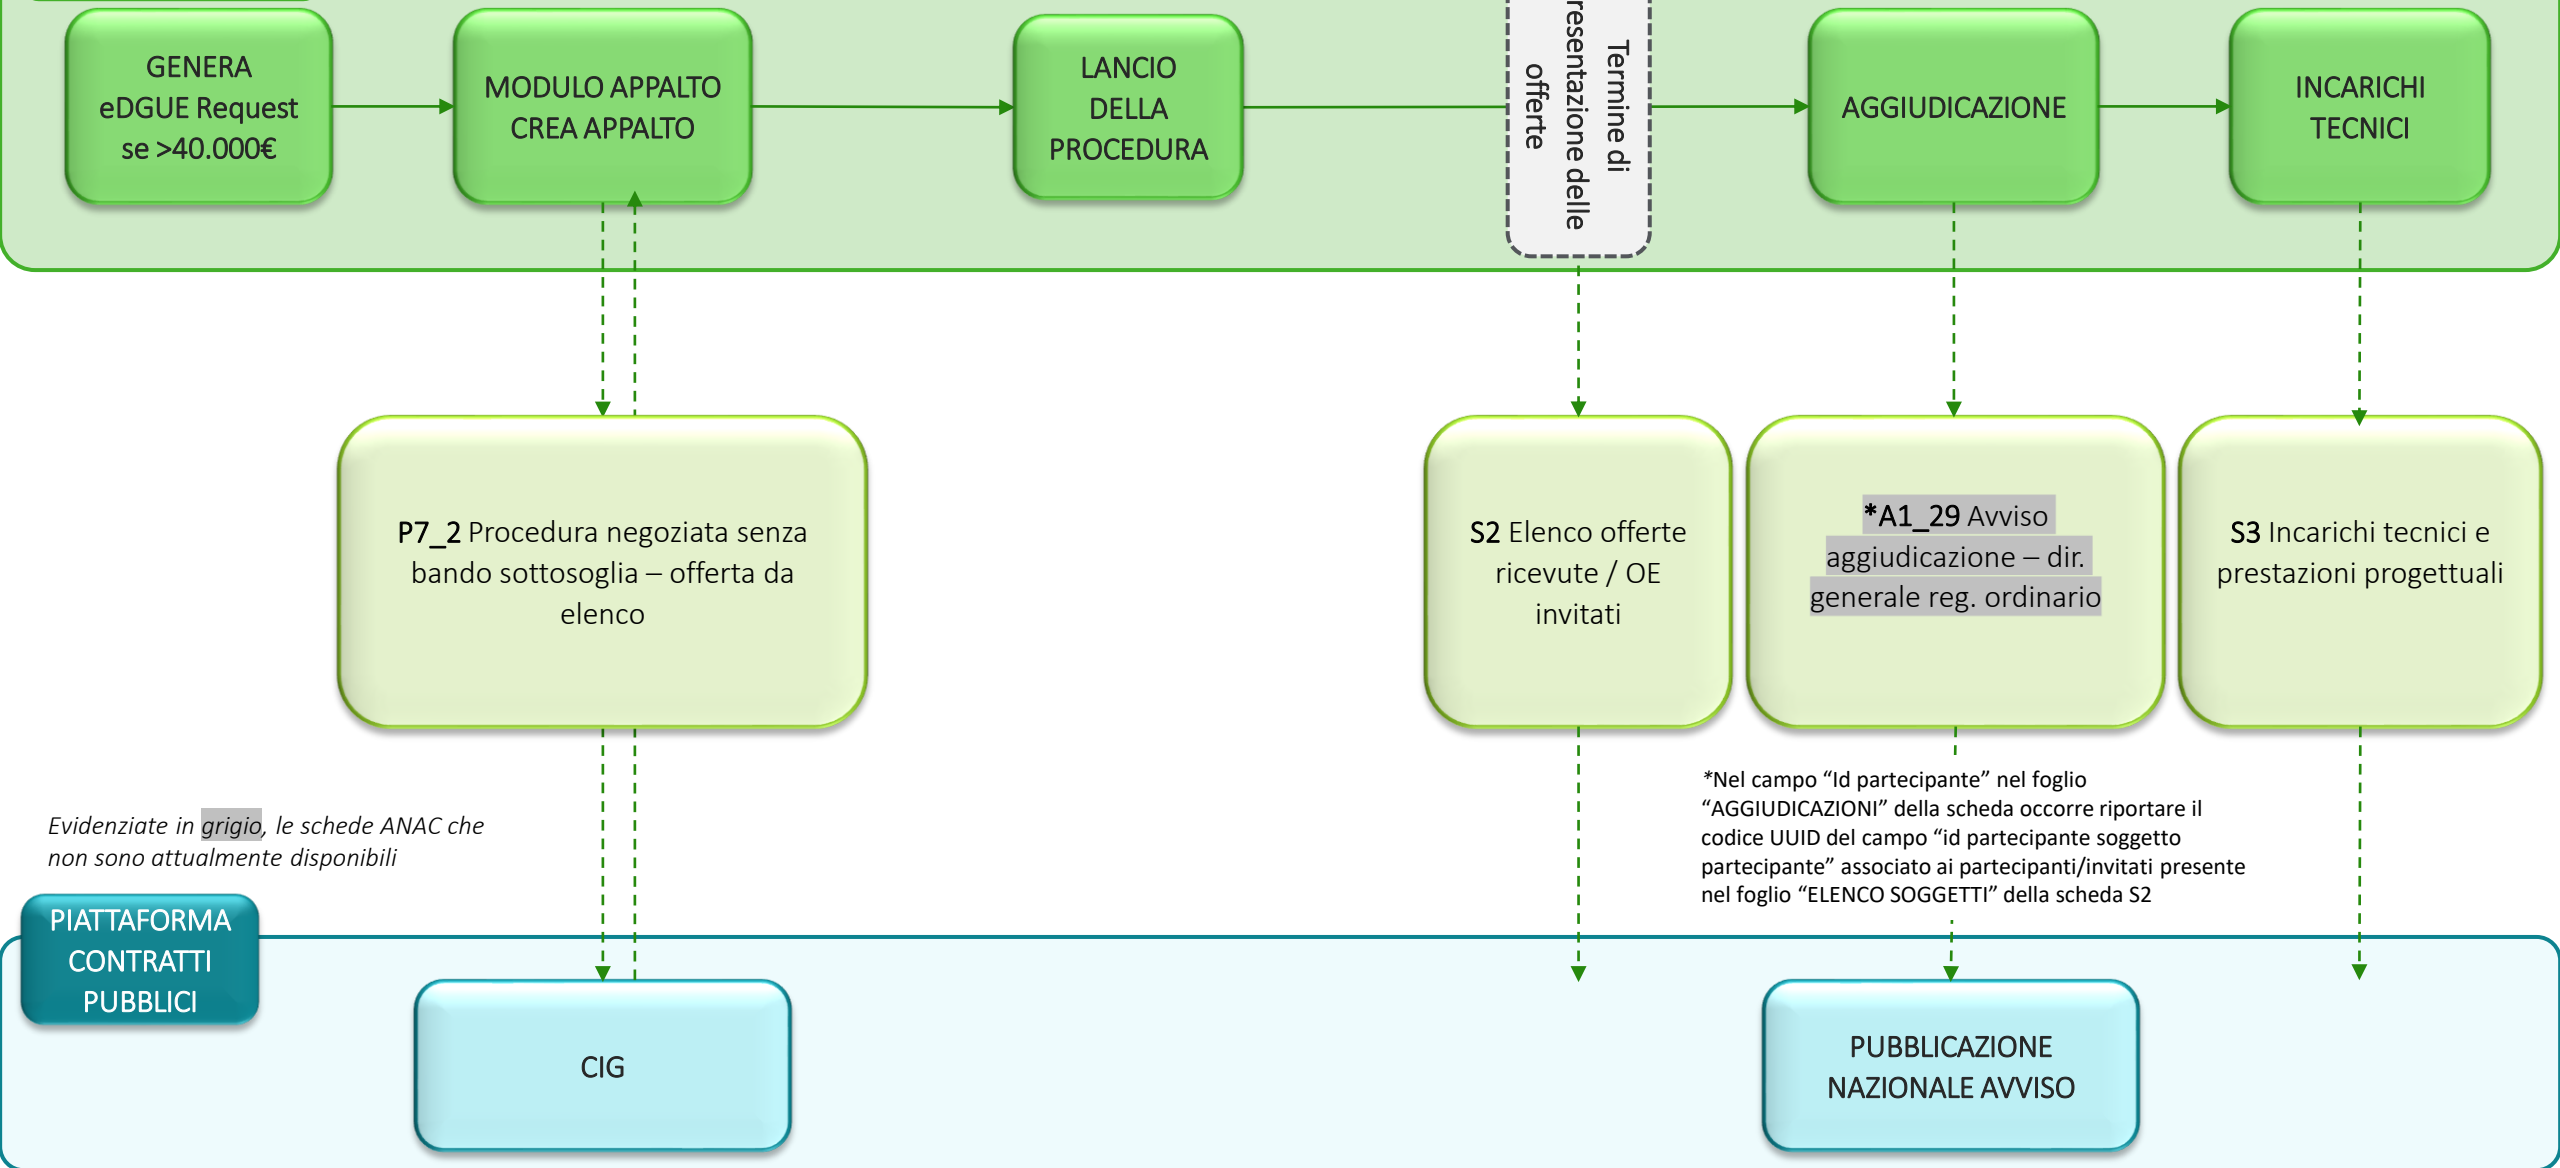 GENERA
eDGUE Request
se >40.000€
MODULO APPALTO
CREA APPALTO
LANCIO
DELLA
PROCEDURA
Termine di
resentazione delle
offerte
AGGIUDICAZIONE
INCARICHI
TECNICI
P7_2 Procedura negoziata senza
bando sottosoglia – offerta da
elenco
S2 Elenco offerte
ricevute / OE
invitati
*A1_29 Avviso
aggiudicazione – dir.
generale reg. ordinario
S3 Incarichi tecnici e
prestazioni progettuali
*Nel campo “Id partecipante” nel foglio
“AGGIUDICAZIONI” della scheda occorre riportare il
codice UUID del campo “id partecipante soggetto
partecipante” associato ai partecipanti/invitati presente
nel foglio “ELENCO SOGGETTI” della scheda S2
Evidenziate in grigio, le schede ANAC che
non sono attualmente disponibili
PIATTAFORMA
CONTRATTI
PUBBLICI
CIG
PUBBLICAZIONE
NAZIONALE AVVISO